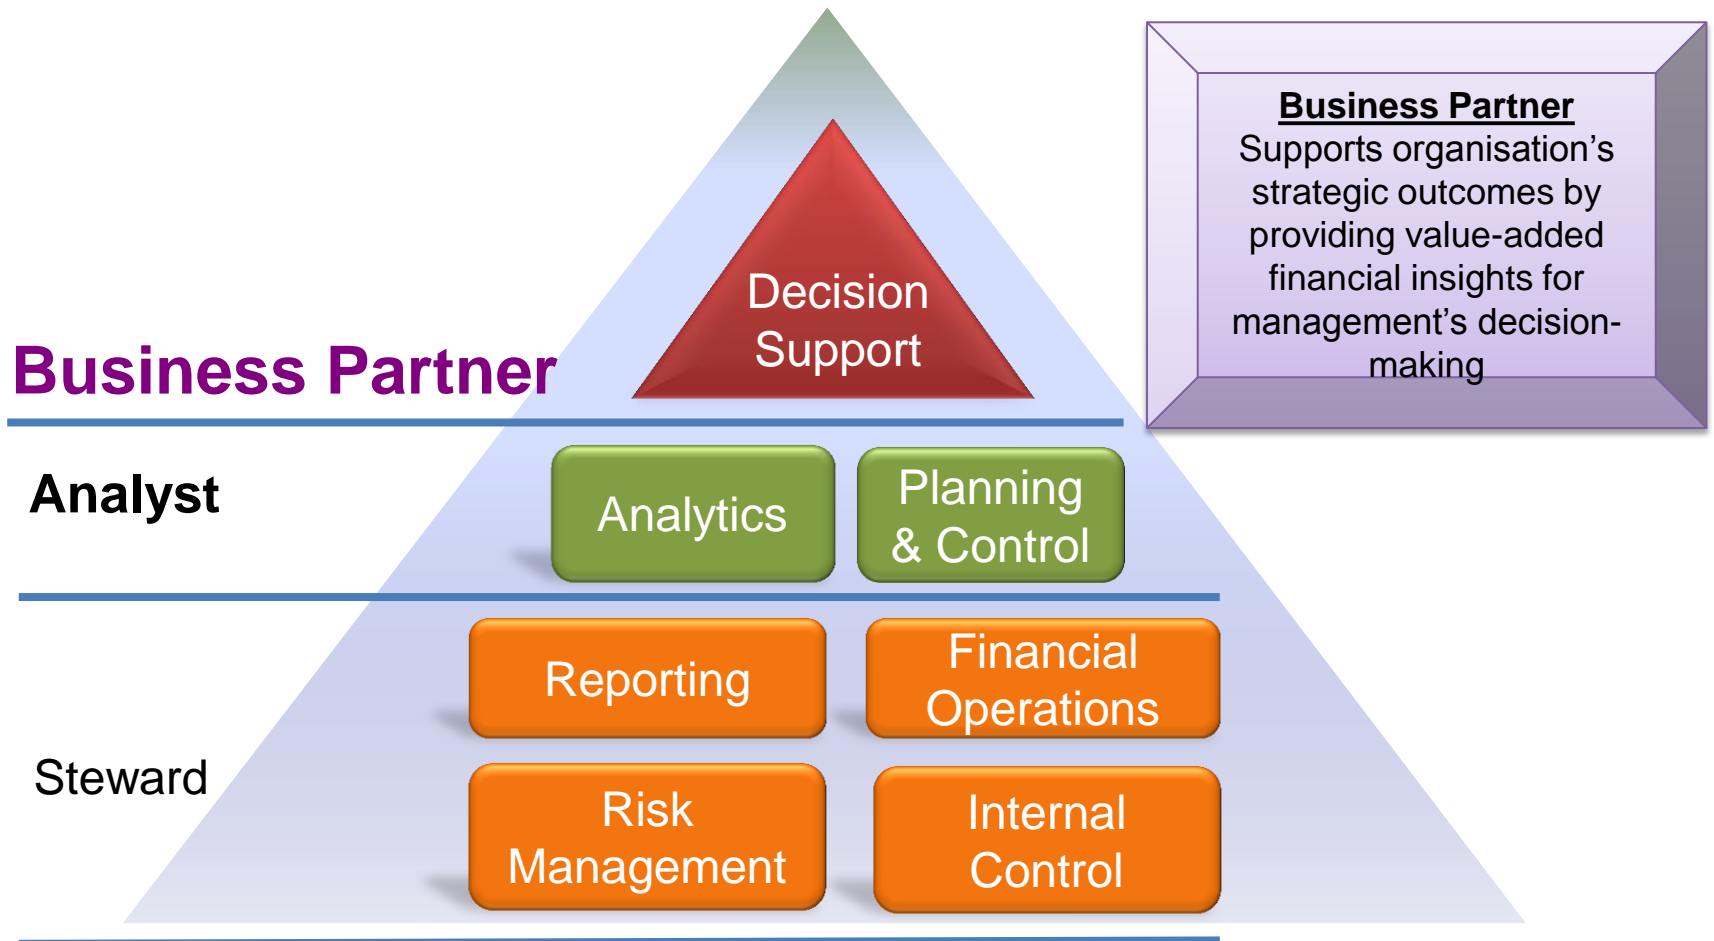 Business Partner
Supports organisation’s
strategic outcomes by
providing value-added
financial insights for
management’s decision-
making
Decision
Support
Business Partner
Analyst
Analytics
Planning
& Control
Reporting
Financial
Operations
Steward
Risk
Management
Internal
Control